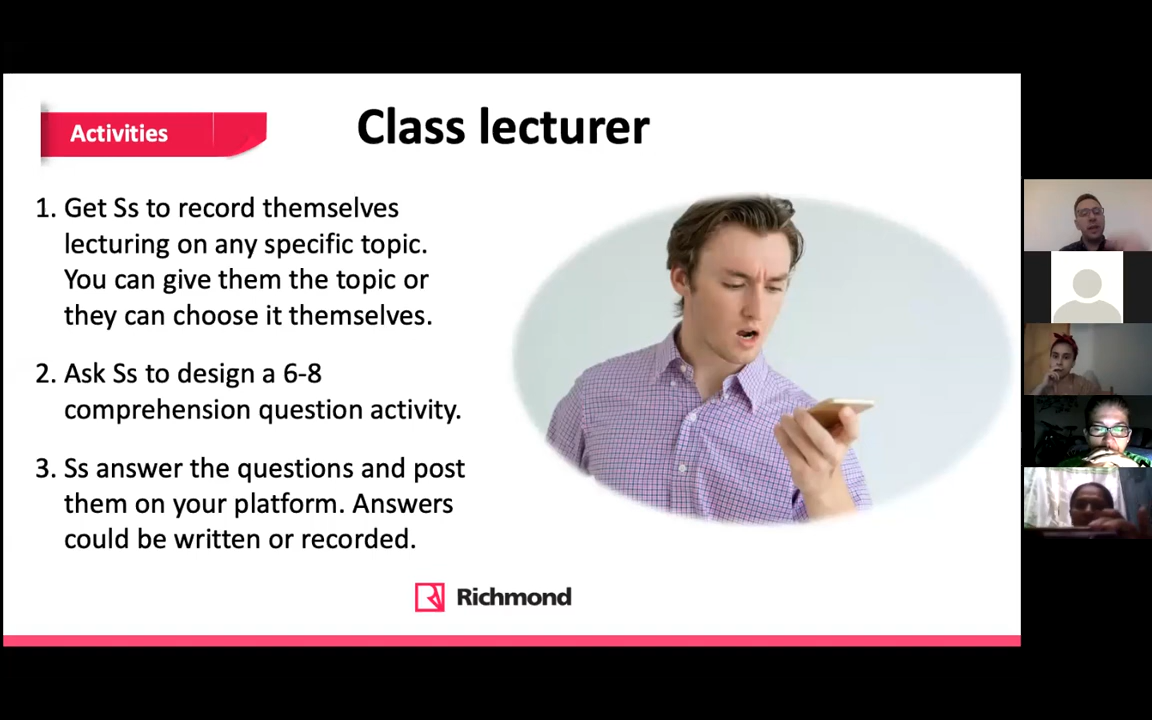 Activities
Class lecturer
1. Get Ss to record themselves
lecturing on any specific topic.
You can give them the topic or
they can choose it themselves.
2. Ask Ss to design a 6-8
comprehension question activity.
3. Ss answer the questions and post
them on your platform. Answers
could be written or recorded.
Richmond